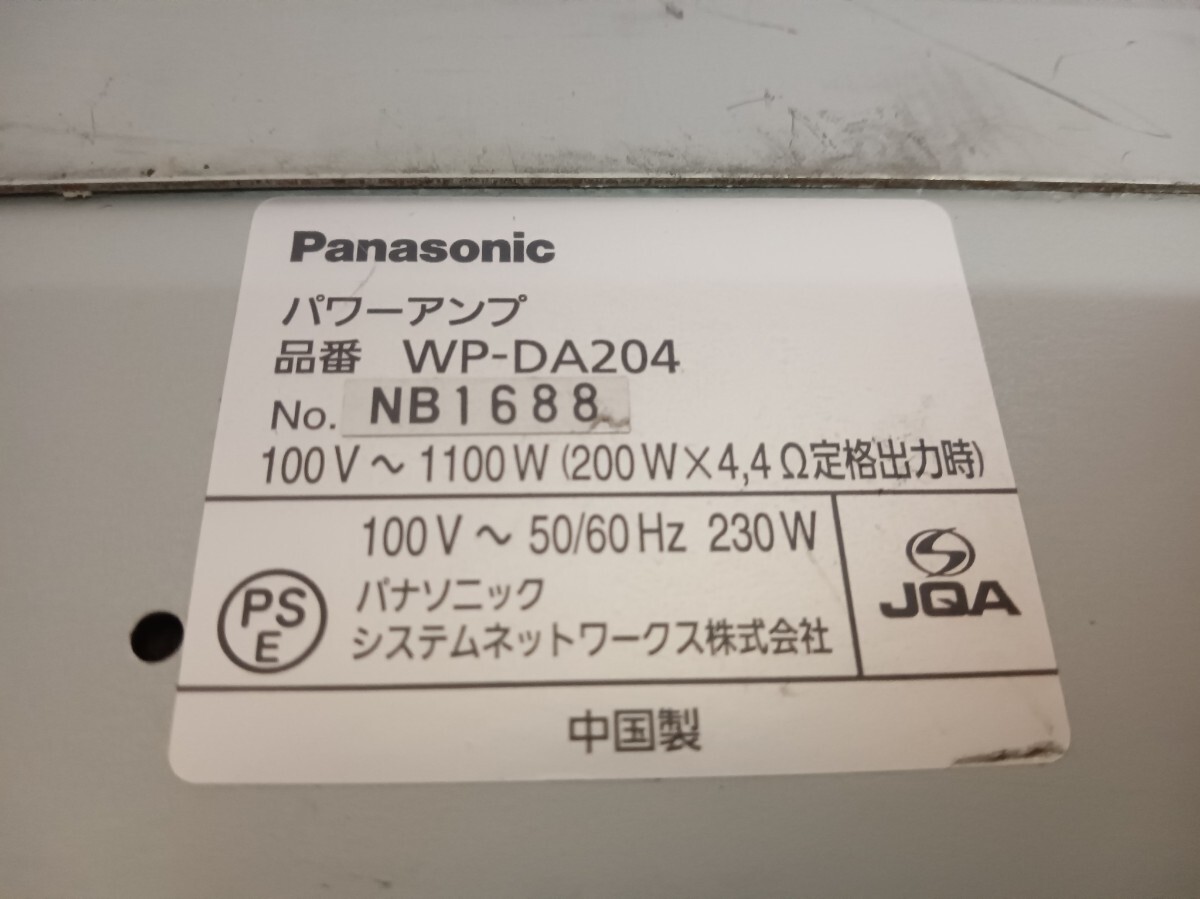 Panasonic
パワーアンプ
品番 WP-DA204
No. NB1688
100V～1100W (200W×4,4Ω定格出力時)
100V～50/60Hz 230W
PS
E
パナソニック
システムネットワークス株式会社
JQA
中国製